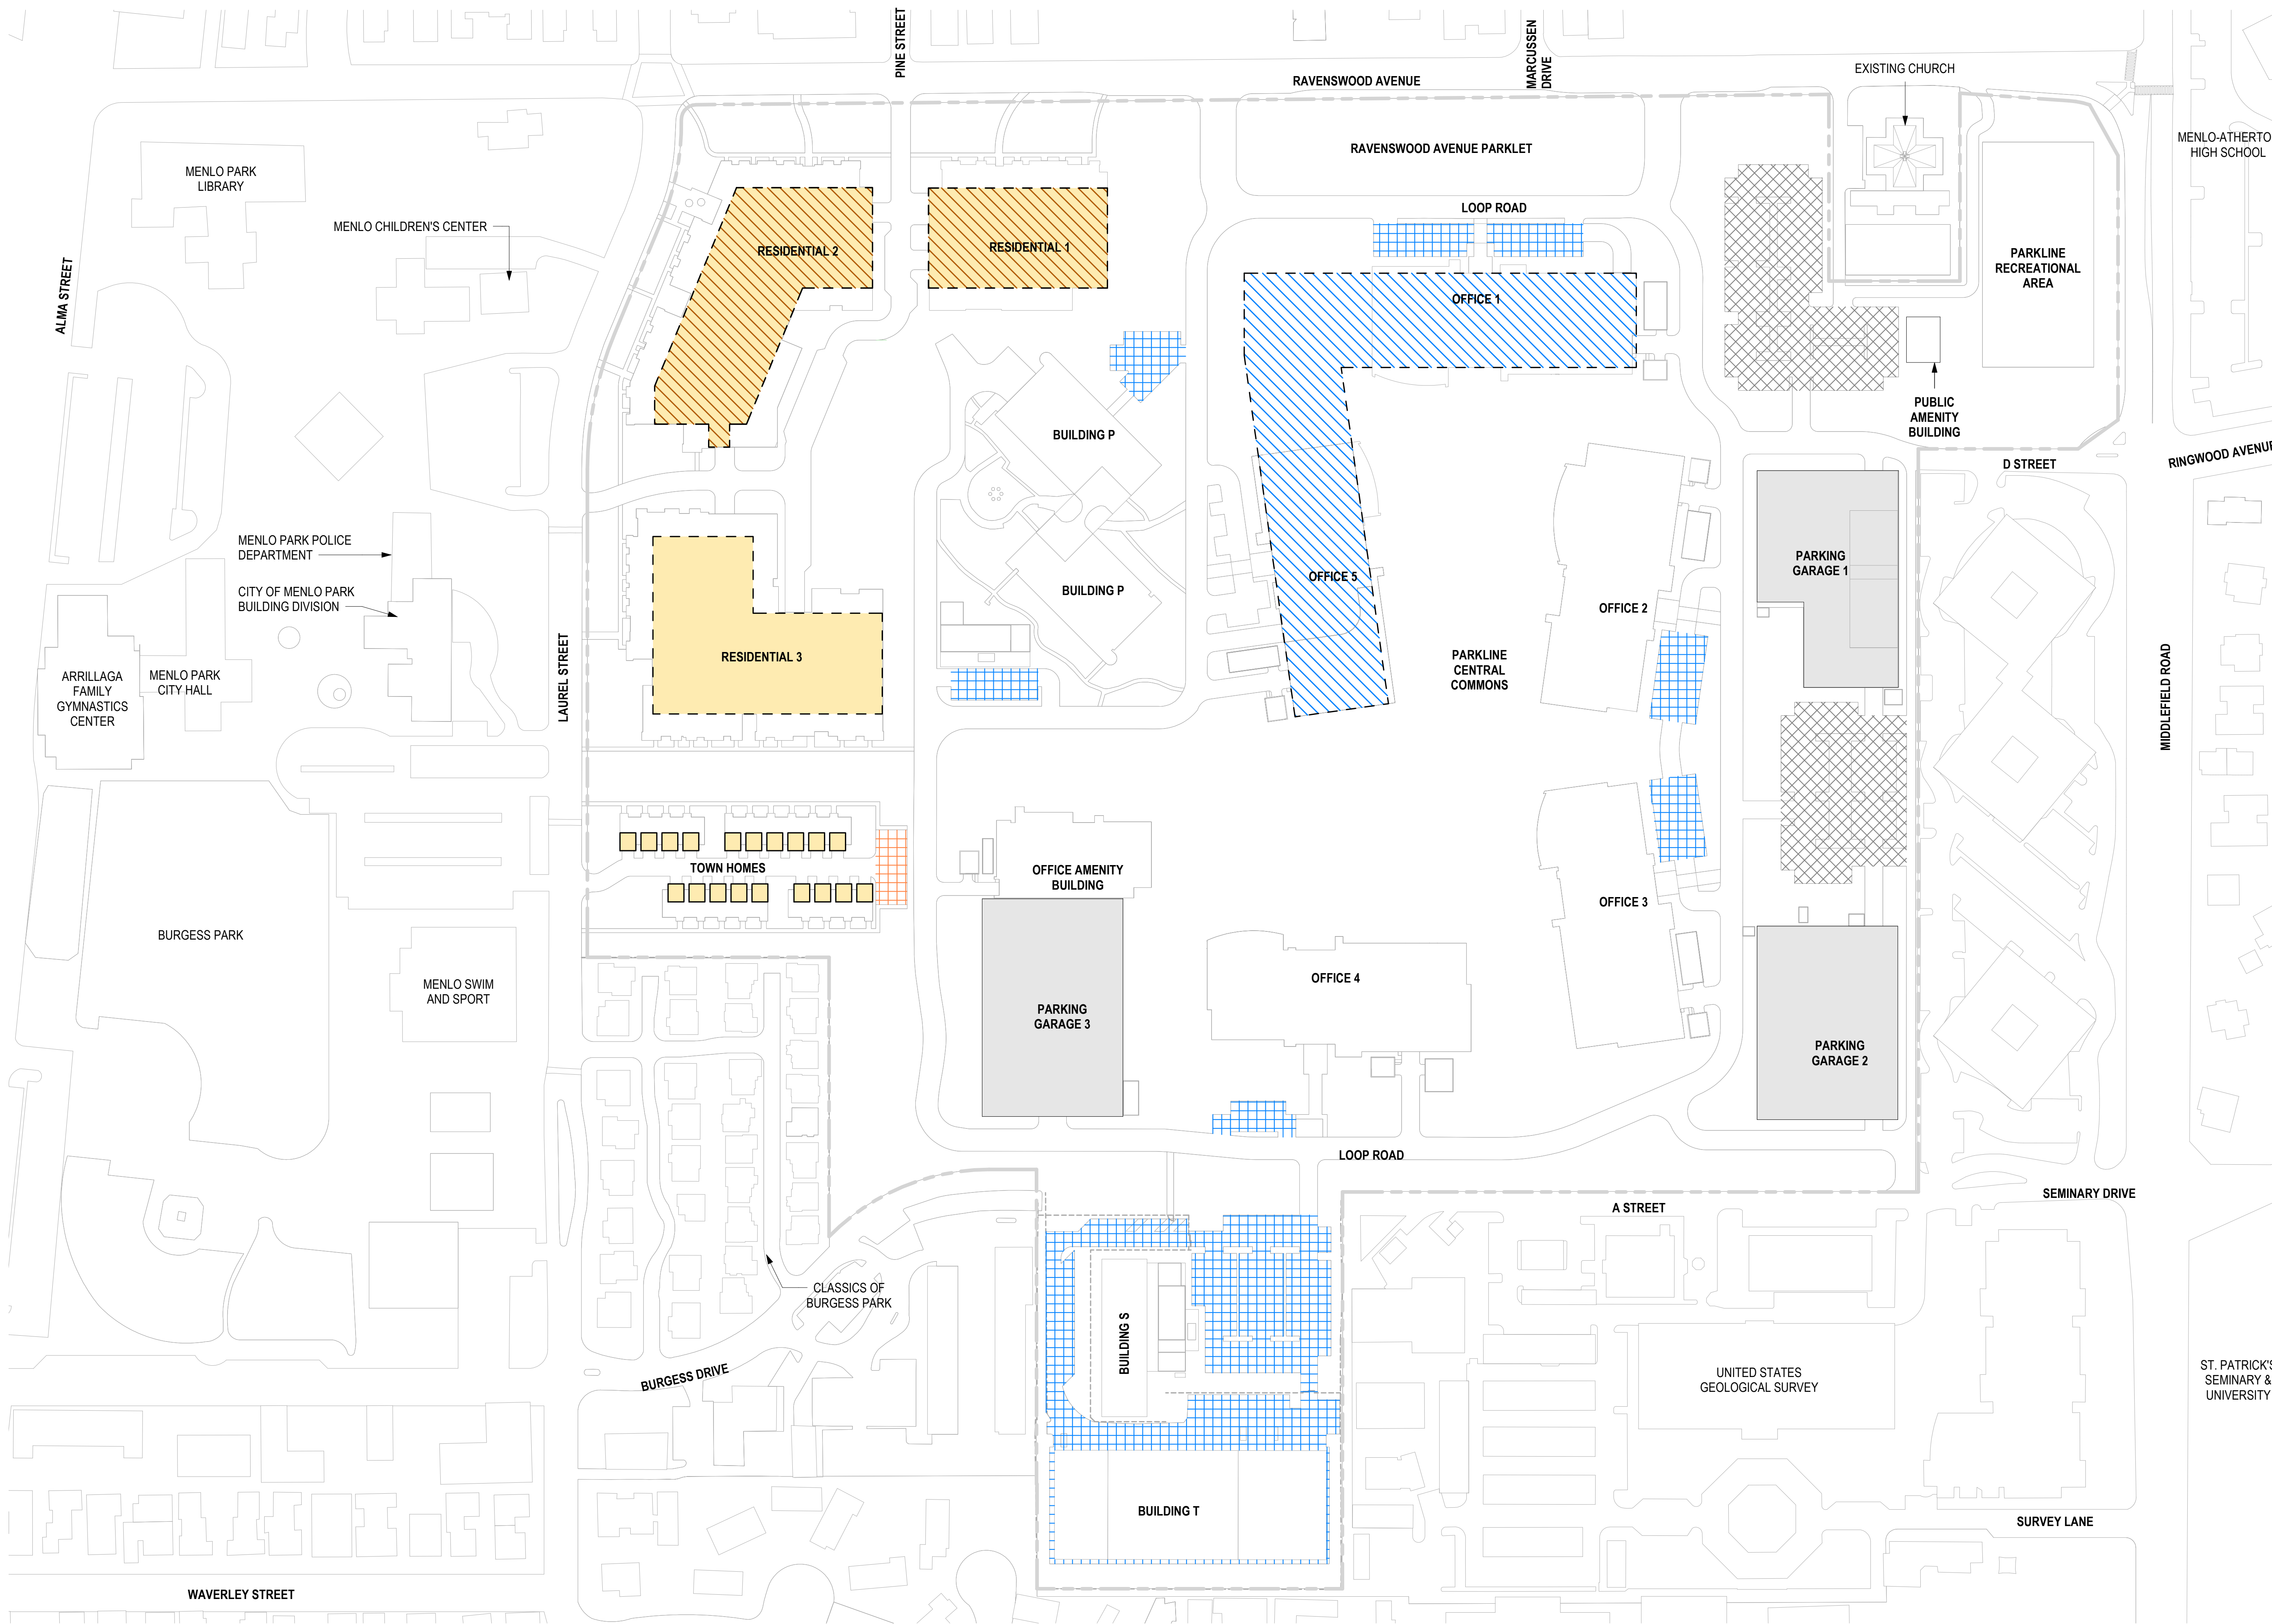 PINE STREET
MARCUSSEN
DRIVE
RAVENSWOOD AVENUE
EXISTING CHURCH
RAVENSWOOD AVENUE PARKLET
MENLO-ATHERTO
HIGH SCHOOL
MENLO PARK
LIBRARY
LOOP ROAD
MENLO CHILDREN'S CENTER
RESIDENTIAL 2
RESIDENTIAL 1
PARKLINE
RECREATIONAL
AREA
ALMA STREET
OFFICE 1
PUBLIC
AMENITY
BUILDING
BUILDING P
RINGWOOD AVENUE
D STREET
MENLO PARK POLICE
DEPARTMENT
PARKING
GARAGE 1
OFFICE 5
CITY OF MENLO PARK
BUILDING DIVISION
BUILDING P
OFFICE 2
RESIDENTIAL 3
PARKLINE
CENTRAL
COMMONS
ARRILLAGA
FAMILY
GYMNASTICS
CENTER
MENLO PARK
CITY HALL
LAUREL STREET
MIDDLEFIELD ROAD
TOWN HOMES
OFFICE AMENITY
BUILDING
OFFICE 3
BURGESS PARK
MENLO SWIM
AND SPORT
OFFICE 4
PARKING
GARAGE 3
PARKING
GARAGE 2
LOOP ROAD
SEMINARY DRIVE
A STREET
CLASSICS OF
BURGESS PARK
BUILDING S
BURGESS DRIVE
UNITED STATES
GEOLOGICAL SURVEY
ST. PATRICK'S
SEMINARY &
UNIVERSITY
BUILDING T
SURVEY LANE
WAVERLEY STREET